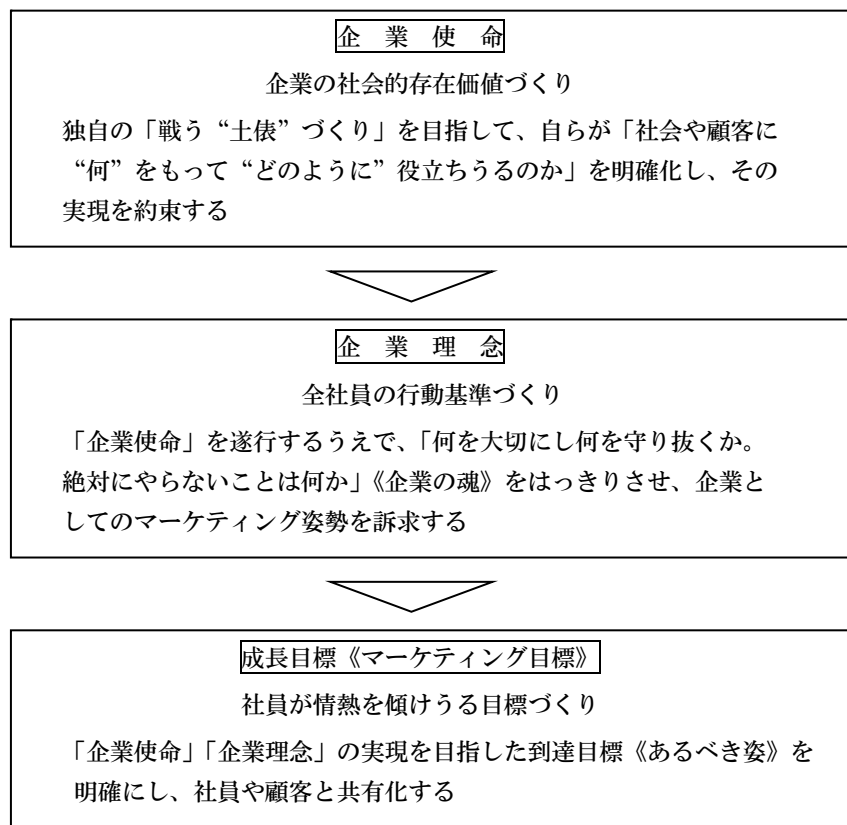 企　業　使　命
企業の社会的存在価値づくり
独自の「戦う“土俵”づくり」を目指して、自らが「社会や顧客に
“何”をもって“どのように”役立ちうるのか」を明確化し、その
実現を約束する
企　業　理　念
全社員の行動基準づくり
「企業使命」を遂行するうえで、「何を大切にし何を守り抜くか。
絶対にやらないことは何か」《企業の魂》をはっきりさせ、企業と
してのマーケティング姿勢を訴求する
成長目標《マーケティング目標》
社員が情熱を傾けうる目標づくり
「企業使命」「企業理念」の実現を目指した到達目標《あるべき姿》を
明確にし、社員や顧客と共有化する